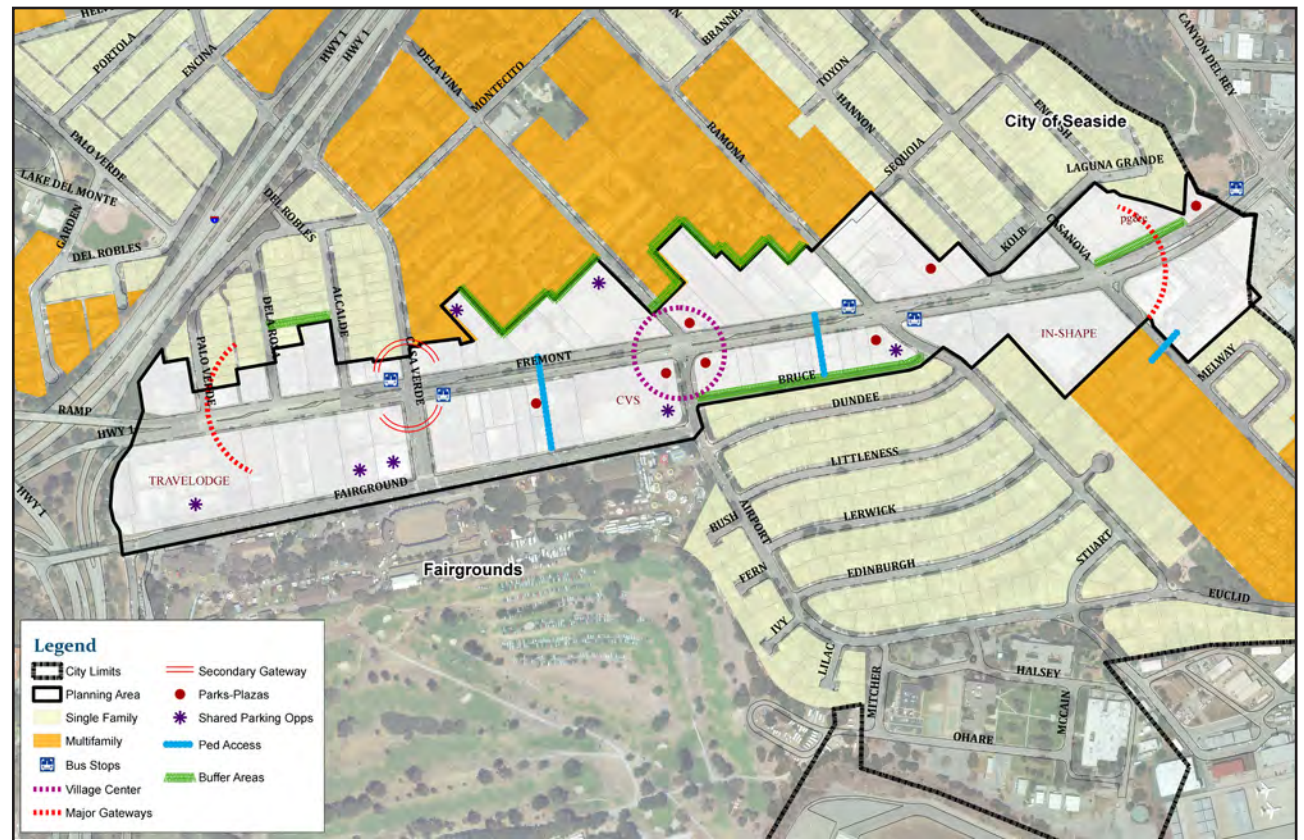 PORTOLA
ENCINA
HWY 1
HWY 1
PALO VERDE
LAKE DEL MONTE
GARDEN
DEL ROBLES
DEL ROBLES
DELA VINA
MONTECITO
BRANNER
TOYON
HANNON
RAMONA
SEQUOIA
ENGLISH
City of Seaside
LAGUNA GRANDE
CANYON DEL REY
KOLB
CASANOVA
pg&e
PALO VERDE
DELA ROSA
ALCALDE
CASA VERDE
FREMONT
IN-SHAPE
MELWAY
BRUCE
CVS
RAMP
HWY 1
HWY 1
TRAVELODGE
FAIRGROUND
Fairgrounds
DUNDEE
LITTLENESS
LERWICK
EDINBURGH
AIRPORT
BUSH
FERN
IVY
LILAC
MITCHER
STUART
EUCLID
HALSEY
MCCAIN
OHARE
Legend
City Limits
Planning Area
Single Family
Multifamily
Bus Stops
Village Center
Major Gateways
Secondary Gateway
Parks-Plazas
Shared Parking Opps
Ped Access
Buffer Areas